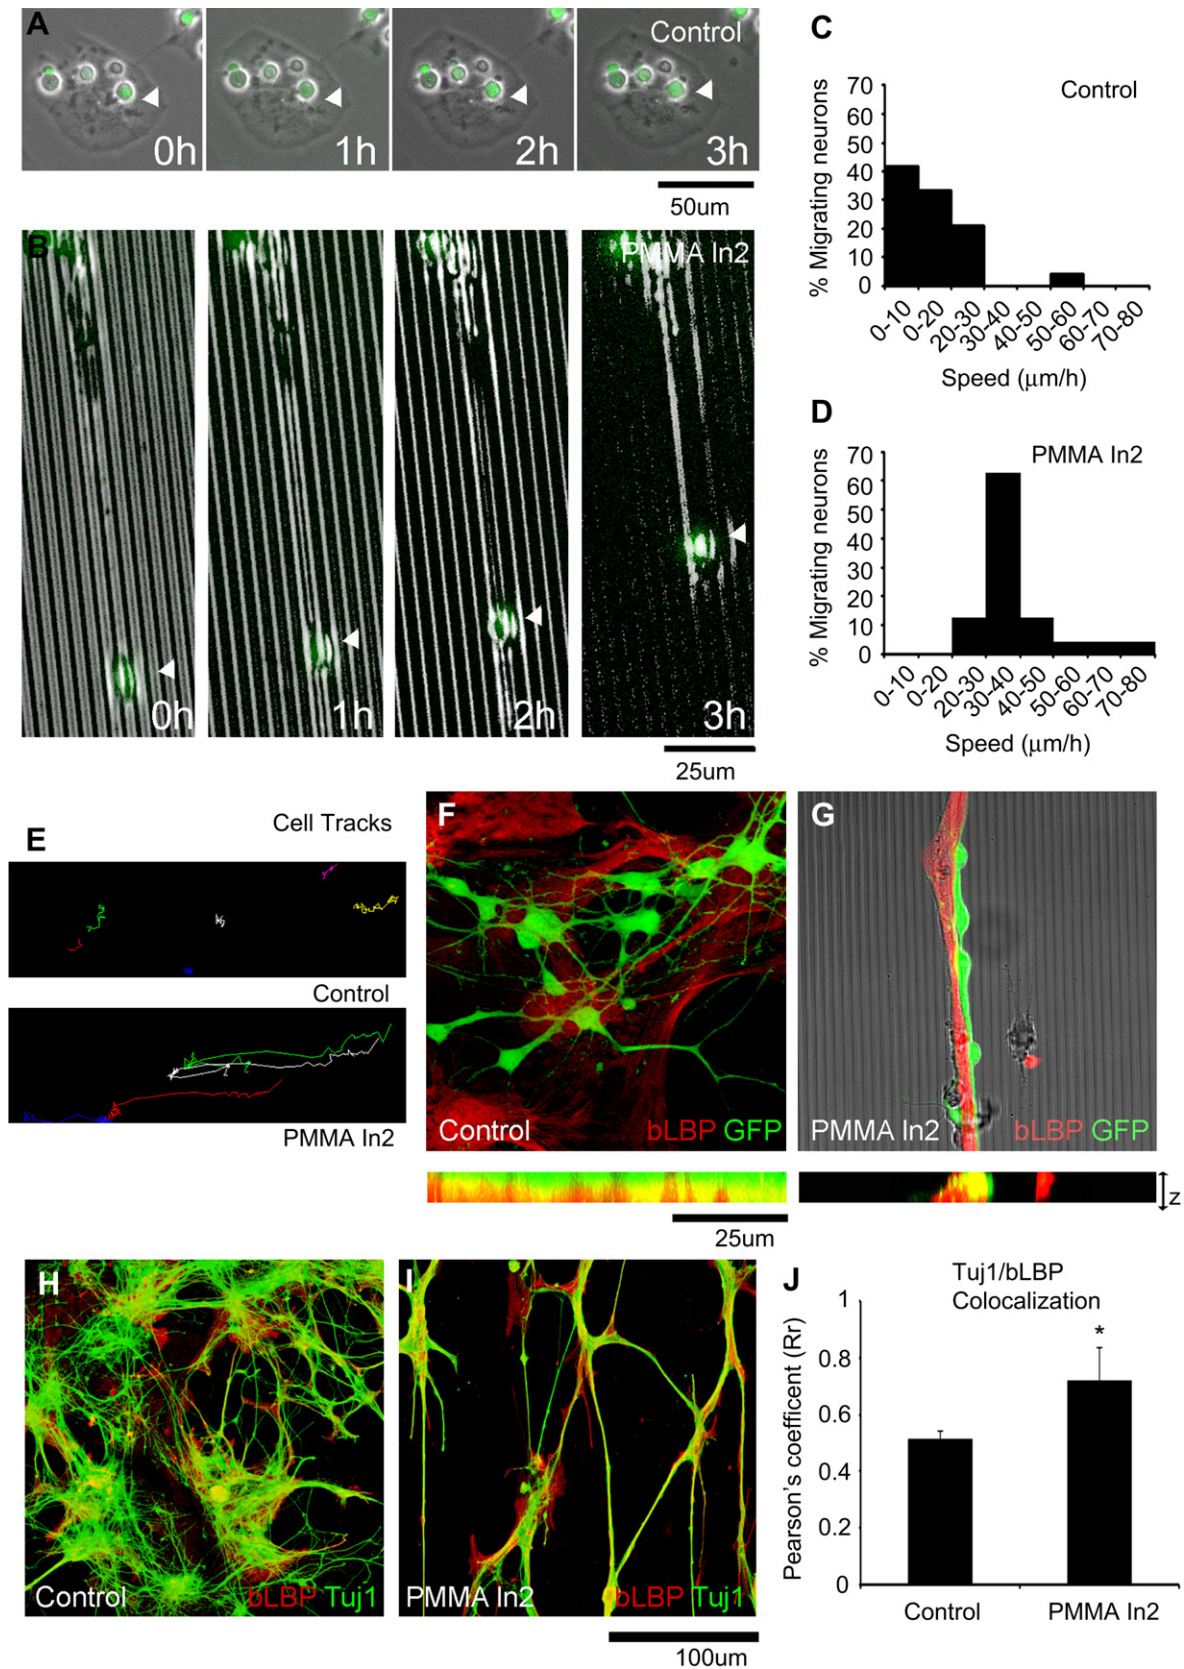 A
Control
0h
1h
2h
3h
50um
B
PMMA In2
0h
1h
2h
3h
25um
C
Control
% Migrating neurons
70
60
50
40
30
20
10
0
0-10
0-20
20-30
30-40
40-50
50-60
60-70
70-80
Speed (μm/h)
D
PMMA In2
% Migrating neurons
70
60
50
40
30
20
10
0
0-10
0-20
20-30
30-40
40-50
50-60
60-70
70-80
Speed (μm/h)
E
Cell Tracks
Control
PMMA In2
F
Control
bLBP GFP
G
PMMA In2
bLBP GFP
z
25um
H
Control
bLBP Tuj1
I
PMMA In2
bLBP Tuj1
100um
J
Tuj1/bLBP
Colocalization
Pearson's coefficent (Rr)
1
0.8
0.6
0.4
0.2
0
*
Control
PMMA In2